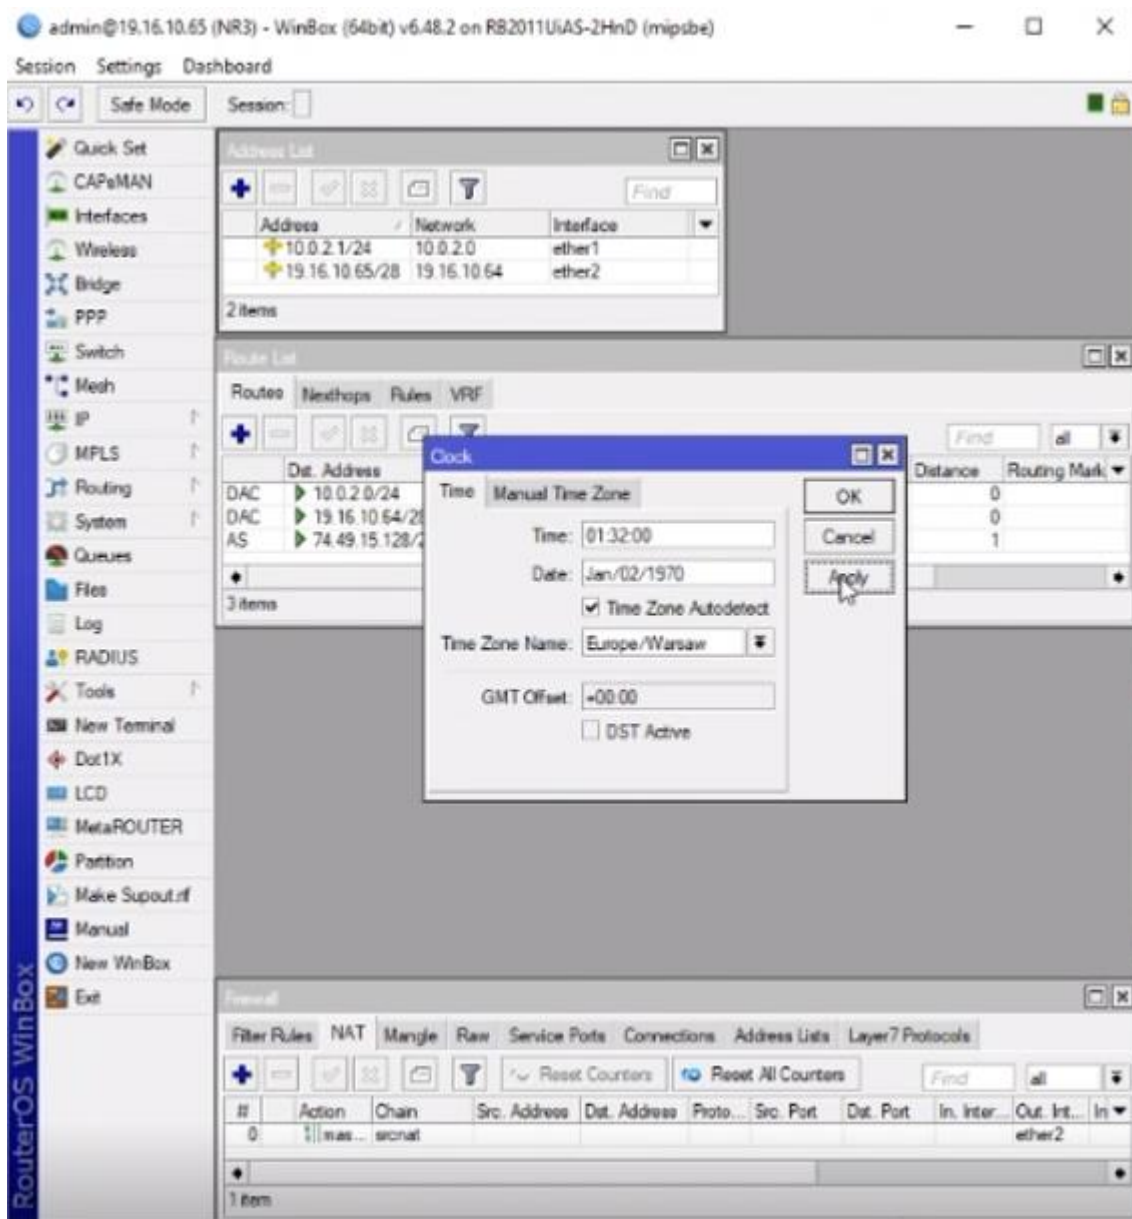 admin@19.16.10.65 (NR3) - WinBox (64bit) v6.48.2 on RB2011UiAS-2HnD (mipsbe)
Session Settings Dashboard
Safe Mode Session:
Quick Set
CAPsMAN
Interfaces
Wireless
Bridge
PPP
Switch
Mesh
IP
MPLS
Routing
System
Queues
Files
Log
RADIUS
Tools
New Terminal
Dot1X
LCD
MetaROUTER
Partition
Make Supout.rif
Manual
New WinBox
Exit
RouterOS WinBox
Address List
Find
Address Network Interface
10.0.2.1/24 10.0.2.0 ether1
19.16.10.65/28 19.16.10.64 ether2
2 items
Route List
Routes Nexthops Rules VRF
Find all
Dst. Address Distance Routing Mark
DAC 10.0.2.0/24 0
DAC 19.16.10.64/28 0
AS 74.49.15.128/2 1
3 items
Clock
Time Manual Time Zone
Time: 01:32:00
Date: Jan/02/1970
Time Zone Autodetect
Time Zone Name: Europe/Warsaw
GMT Offset: +00:00
DST Active
OK
Cancel
Apply
Firewall
Filter Rules NAT Mangle Raw Service Ports Connections Address Lists Layer7 Protocols
Reset Counters Reset All Counters Find all
# Action Chain Src. Address Dst. Address Proto... Src. Port Dst. Port In. Inter... Out. Int... In
0 mas... srcnat ether2
1 item